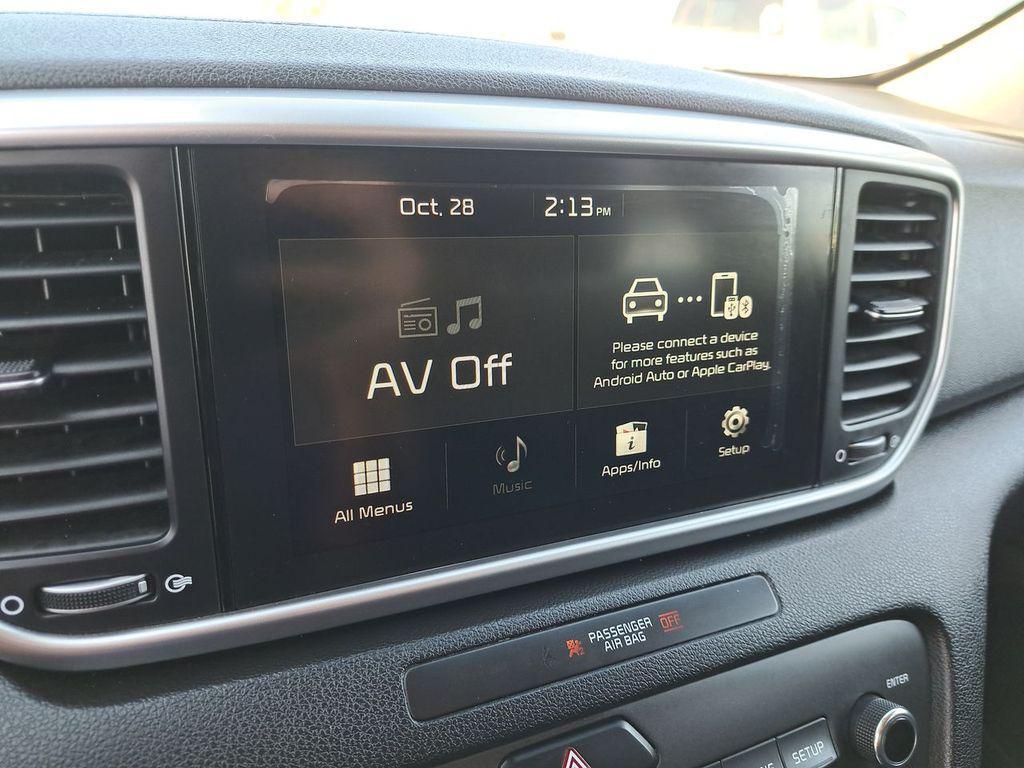 Oct. 28
2:13 PM
AV Off
Please connect a device
for more features such as
Android Auto or Apple CarPlay.
All Menus
Music
Apps/Info
Setup
PASSENGER
AIR BAG
OFF
ENTER
SETUP